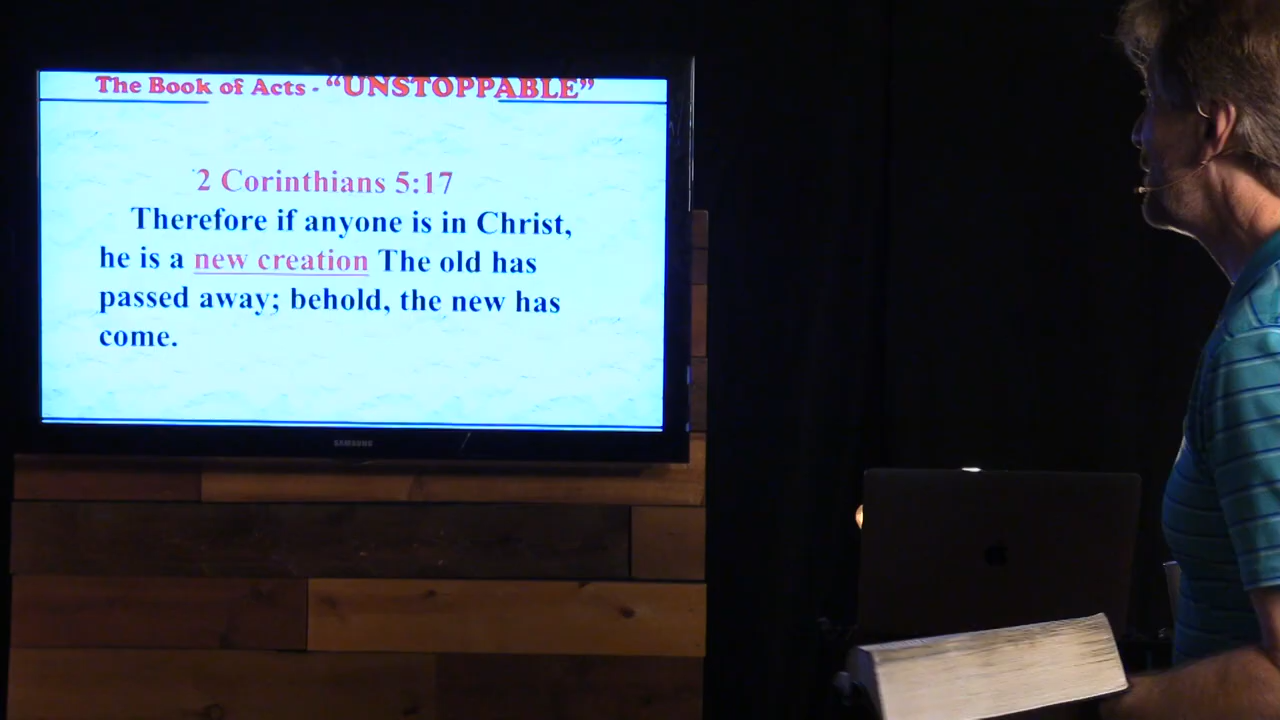 The Book of Acts - “UNSTOPPABLE”
2 Corinthians 5:17
Therefore if anyone is in Christ,
he is a new creation The old has
passed away; behold, the new has
come.
SAMSUNG